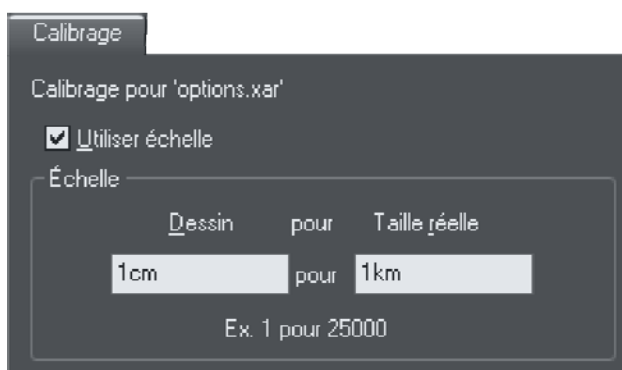 Calibrage
Calibrage pour 'options.xar'
Utiliser échelle
Échelle
Dessin pour Taille réelle
1cm pour 1km
Ex. 1 pour 25000